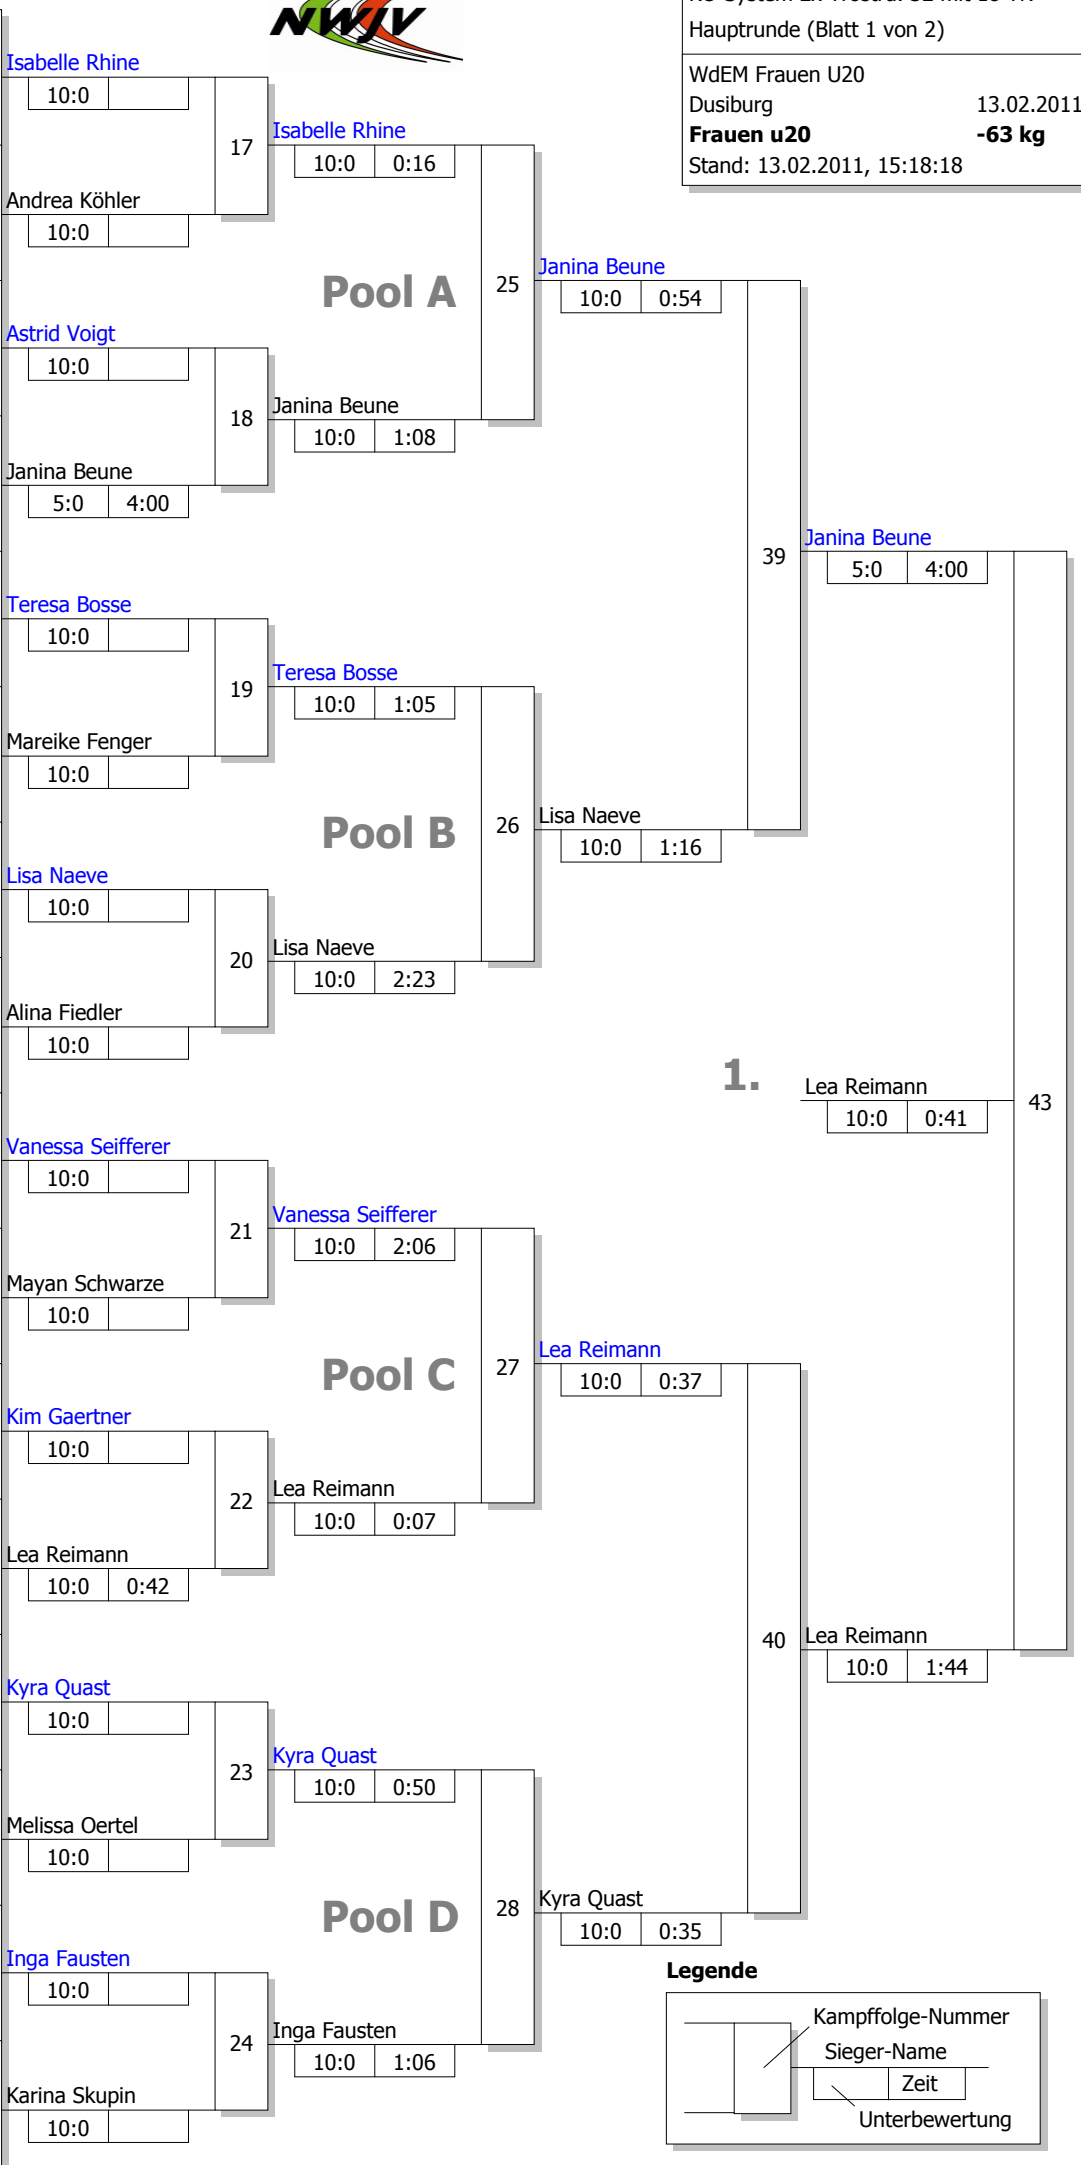 NWJV
Hauptrunde (Blatt 1 von 2)
WdEM Frauen U20
Dusiburg 13.02.2011
Frauen u20 -63 kg
Stand: 13.02.2011, 15:18:18
Isabelle Rhine
10:0
17
Isabelle Rhine
10:0 0:16
Andrea Köhler
10:0
Pool A
25
Janina Beune
10:0 0:54
Astrid Voigt
10:0
18
Janina Beune
10:0 1:08
Janina Beune
5:0 4:00
39
Janina Beune
5:0 4:00
Teresa Bosse
10:0
19
Teresa Bosse
10:0 1:05
Mareike Fenger
10:0
Pool B
26
Lisa Naeve
10:0 1:16
Lisa Naeve
10:0
20
Lisa Naeve
10:0 2:23
Alina Fiedler
10:0
1.
Lea Reimann
10:0 0:41
43
Vanessa Seifferer
10:0
21
Vanessa Seifferer
10:0 2:06
Mayan Schwarze
10:0
Pool C
27
Lea Reimann
10:0 0:37
Kim Gaertner
10:0
22
Lea Reimann
10:0 0:07
Lea Reimann
10:0 0:42
40
Lea Reimann
10:0 1:44
Kyra Quast
10:0
23
Kyra Quast
10:0 0:50
Melissa Oertel
10:0
Pool D
28
Kyra Quast
10:0 0:35
Inga Fausten
10:0
24
Inga Fausten
10:0 1:06
Karina Skupin
10:0
Legende
Kampffolge-Nummer
Sieger-Name
Zeit
Unterbewertung